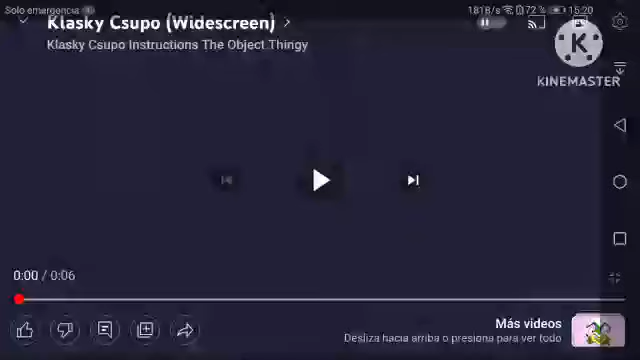 Solo emergencia
181B/s 72 % 15:20
Klasky Csupo (Widescreen)
Klasky Csupo Instructions The Object Thingy
K
KINEMASTER
0:00 / 0:06
Más videos
Desliza hacia arriba o presiona para ver todo